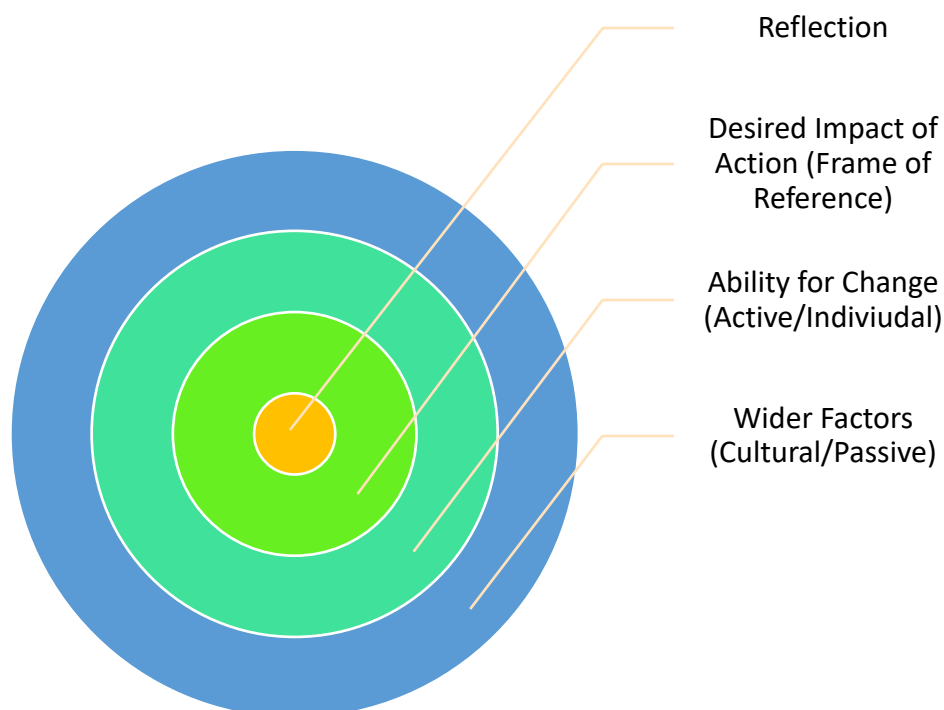 Reflection
Desired Impact of
Action (Frame of
Reference)
Ability for Change
(Active/Indiviudal)
Wider Factors
(Cultural/Passive)